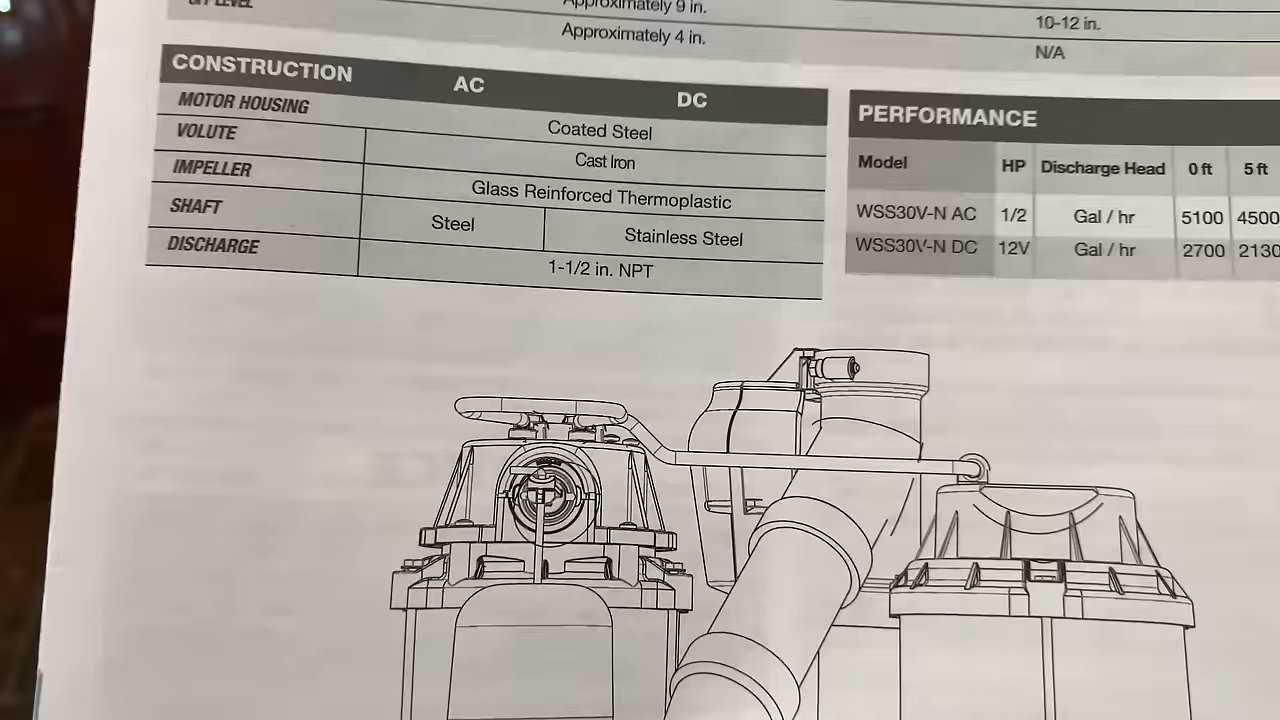 Approximately 9 in.
10-12 in.
Approximately 4 in.
N/A
CONSTRUCTION AC DC
MOTOR HOUSING Coated Steel
VOLUTE Cast Iron
IMPELLER Glass Reinforced Thermoplastic
SHAFT Steel Stainless Steel
DISCHARGE 1-1/2 in. NPT
PERFORMANCE
Model HP Discharge Head 0 ft 5 ft
WSS30V-N AC 1/2 Gal / hr 5100 4500
WSS30V-N DC 12V Gal / hr 2700 2130